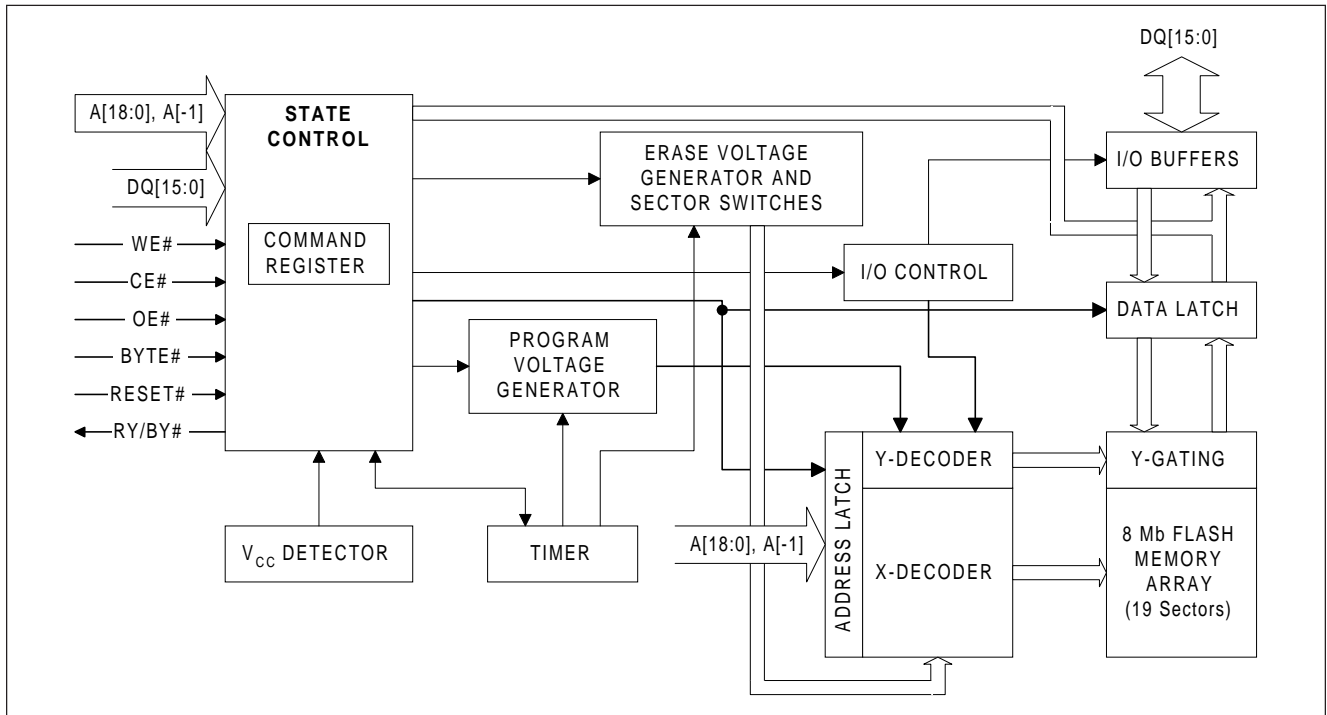 DQ[15:0]
A[18:0], A[-1]
STATE
CONTROL
DQ[15:0]
WE#
CE#
OE#
BYTE#
RESET#
RY/BY#
COMMAND
REGISTER
ERASE VOLTAGE
GENERATOR AND
SECTOR SWITCHES
I/O BUFFERS
I/O CONTROL
DATA LATCH
PROGRAM
VOLTAGE
GENERATOR
VCC DETECTOR
TIMER
A[18:0], A[-1]
ADDRESS LATCH
Y-DECODER
X-DECODER
Y-GATING
8 Mb FLASH
MEMORY
ARRAY
(19 Sectors)